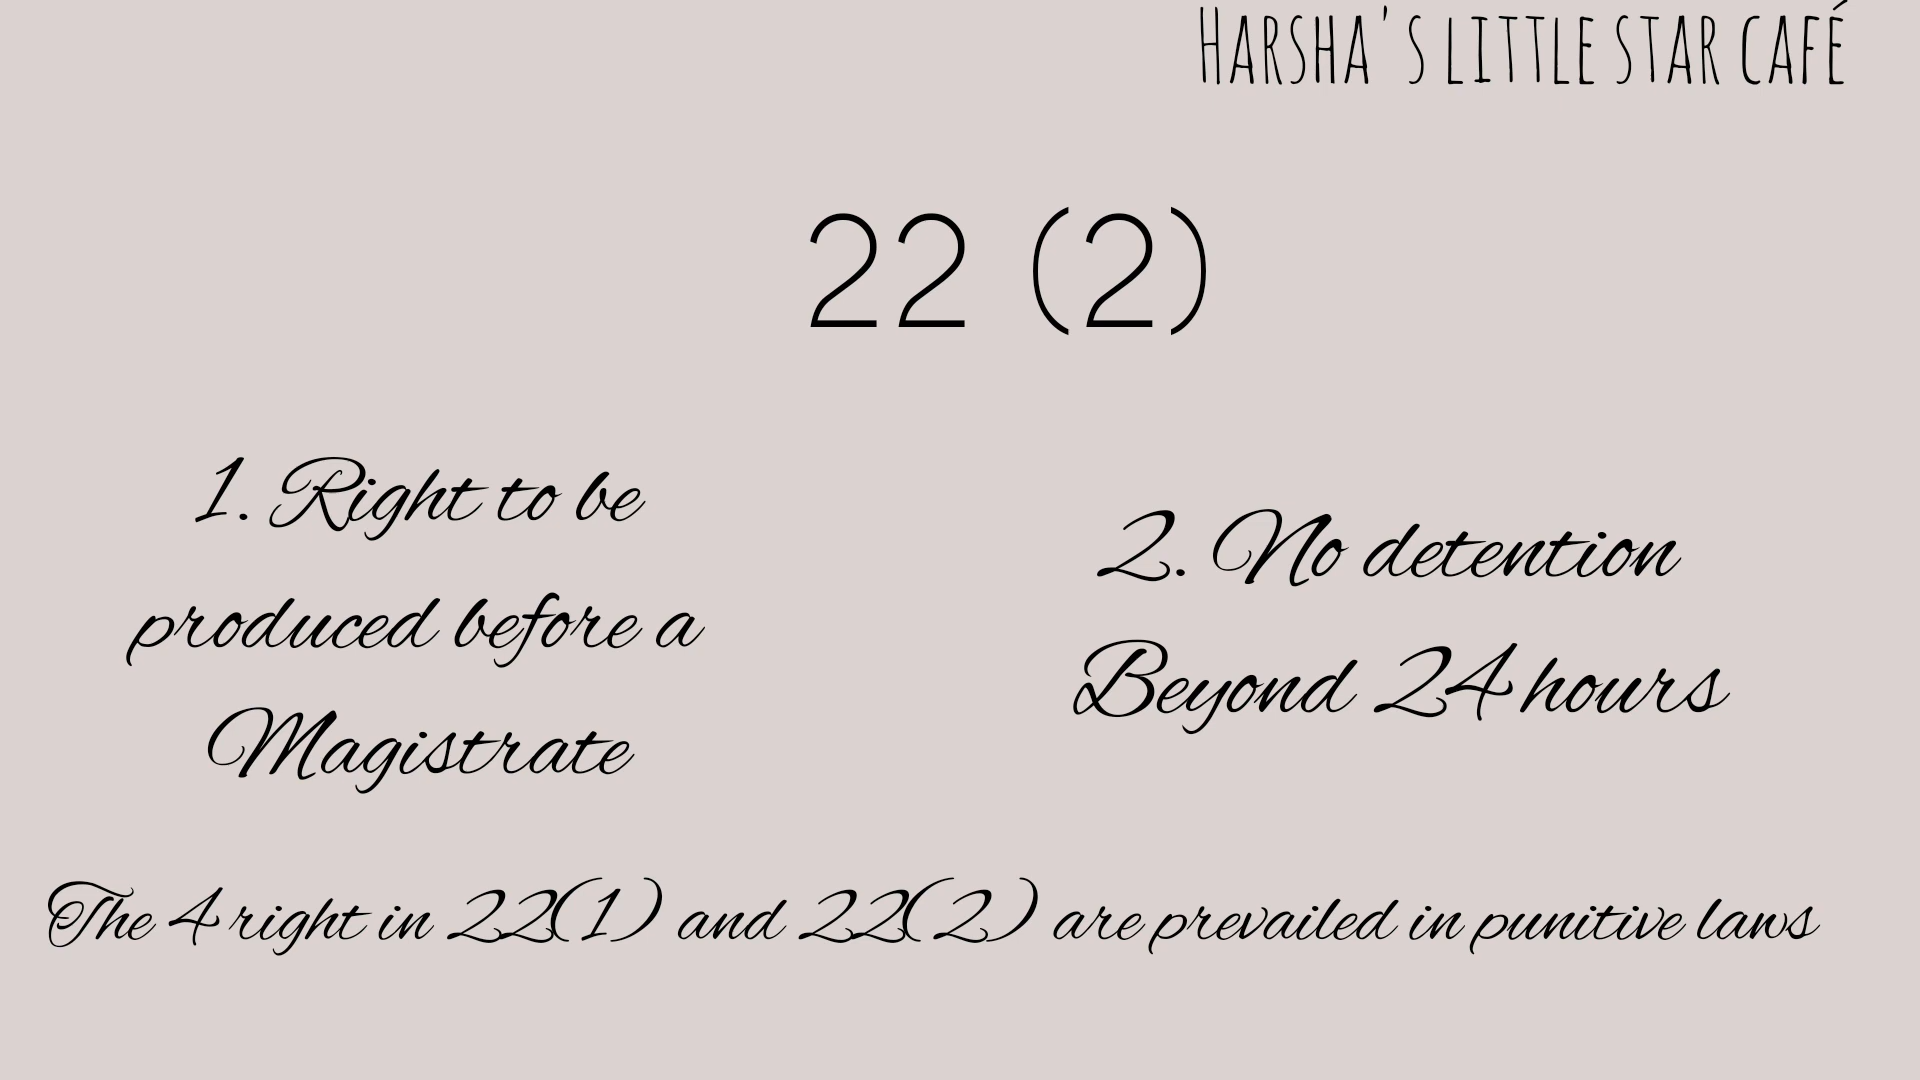 HARSHA'S LITTLE STAR CAFÉ
22 (2)
1. Right to be
produced before a
Magistrate
2. No detention
Beyond 24 hours
The 4 right in 22(1) and 22(2) are prevailed in punitive laws